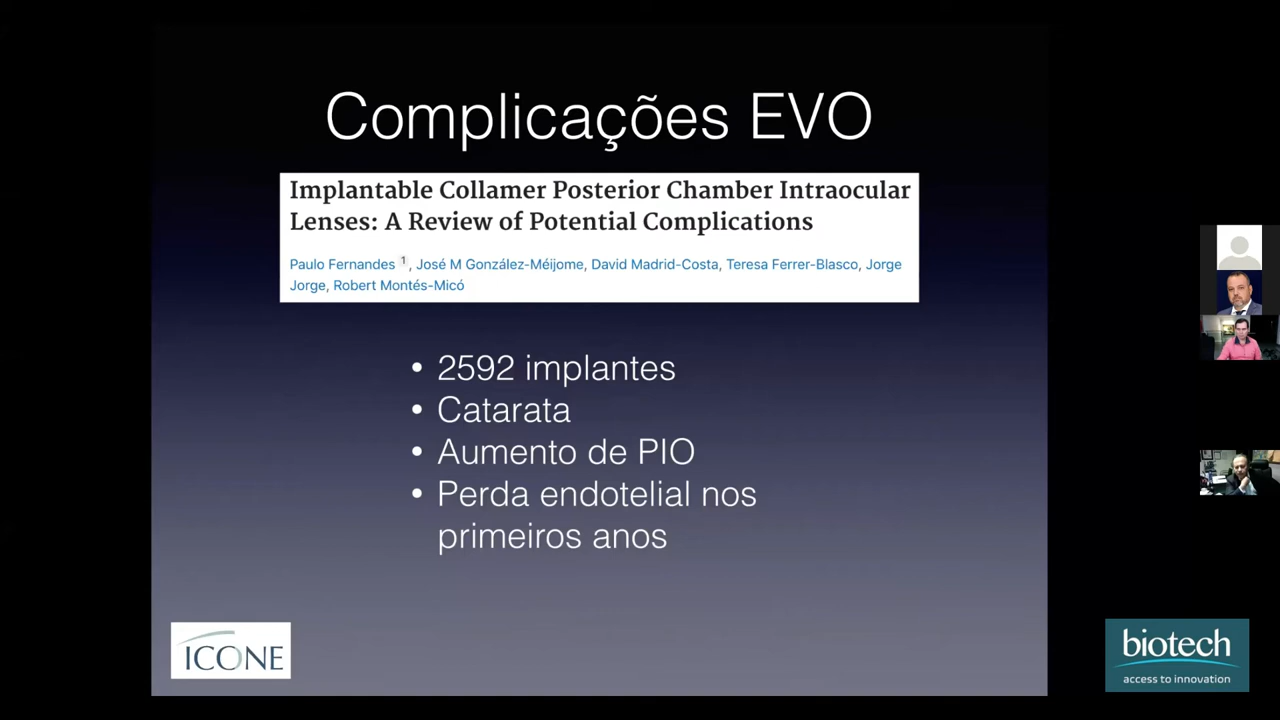 Complicações EVO
Implantable Collamer Posterior Chamber Intraocular
Lenses: A Review of Potential Complications
Paulo Fernandes 1, José M González-Méijome, David Madrid-Costa, Teresa Ferrer-Blasco, Jorge
Jorge, Robert Montés-Micó
• 2592 implantes
• Catarata
• Aumento de PIO
• Perda endotelial nos
primeiros anos
ICONE
biotech
access to innovation